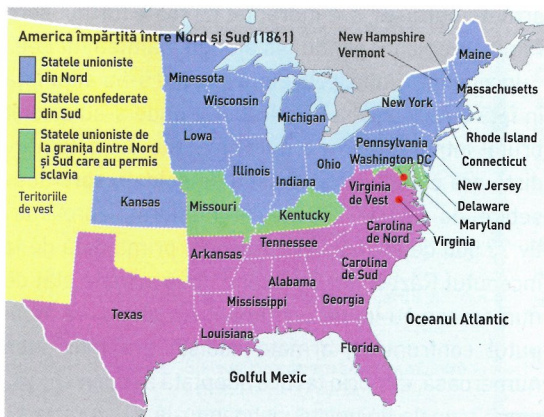 America împărțită între Nord și Sud (1861)
Statele unioniste
din Nord
Statele confederate
din Sud
Statele unioniste de
la granița dintre Nord
și Sud care au permis
sclavia
Teritoriile
de vest
New Hampshire
Vermont
Maine
Minessota
Wisconsin
Michigan
New York
Massachusetts
Rhode Island
Connecticut
New Jersey
Delaware
Maryland
Virginia
Lowa
Illinois
Indiana
Ohio
Pennsylvania
Washington DC
Virginia
de Vest
Kansas
Missouri
Kentucky
Carolina
de Nord
Tennessee
Arkansas
Carolina
de Sud
Alabama
Mississippi
Georgia
Texas
Louisiana
Florida
Oceanul Atlantic
Golful Mexic